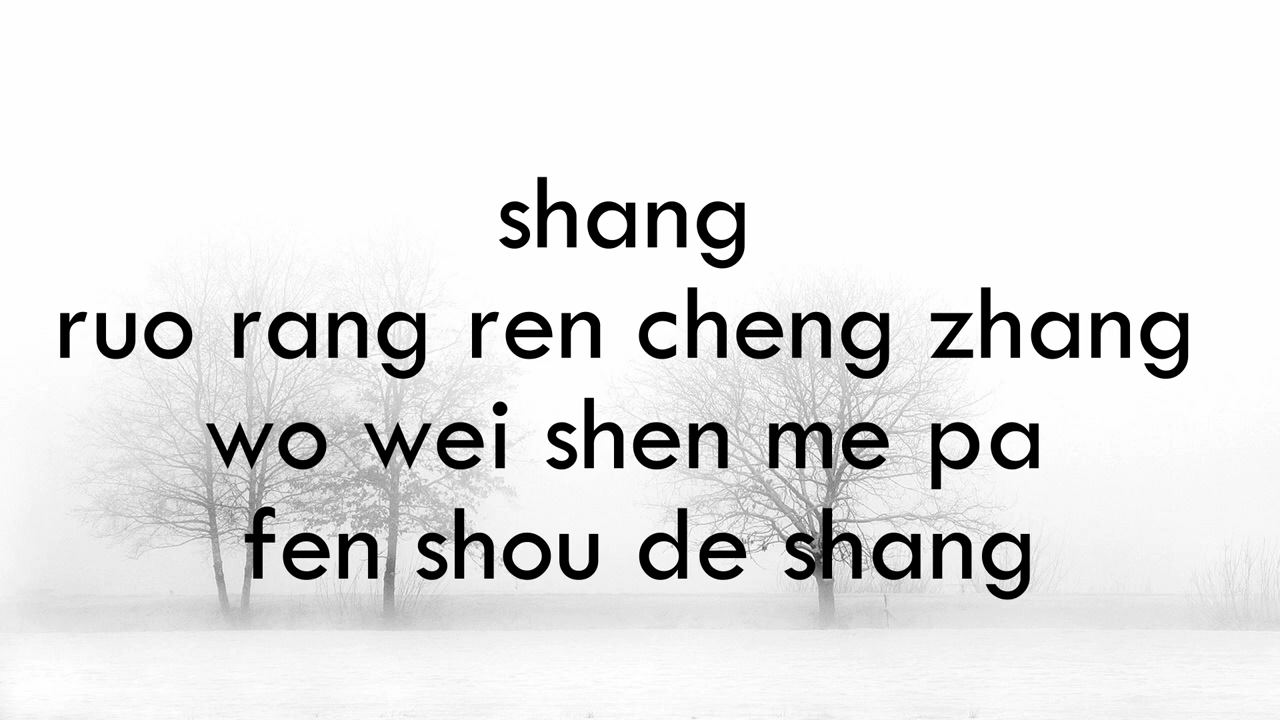 shang
ruo rang ren cheng zhang
wo wei shen me pa
fen shou de shang